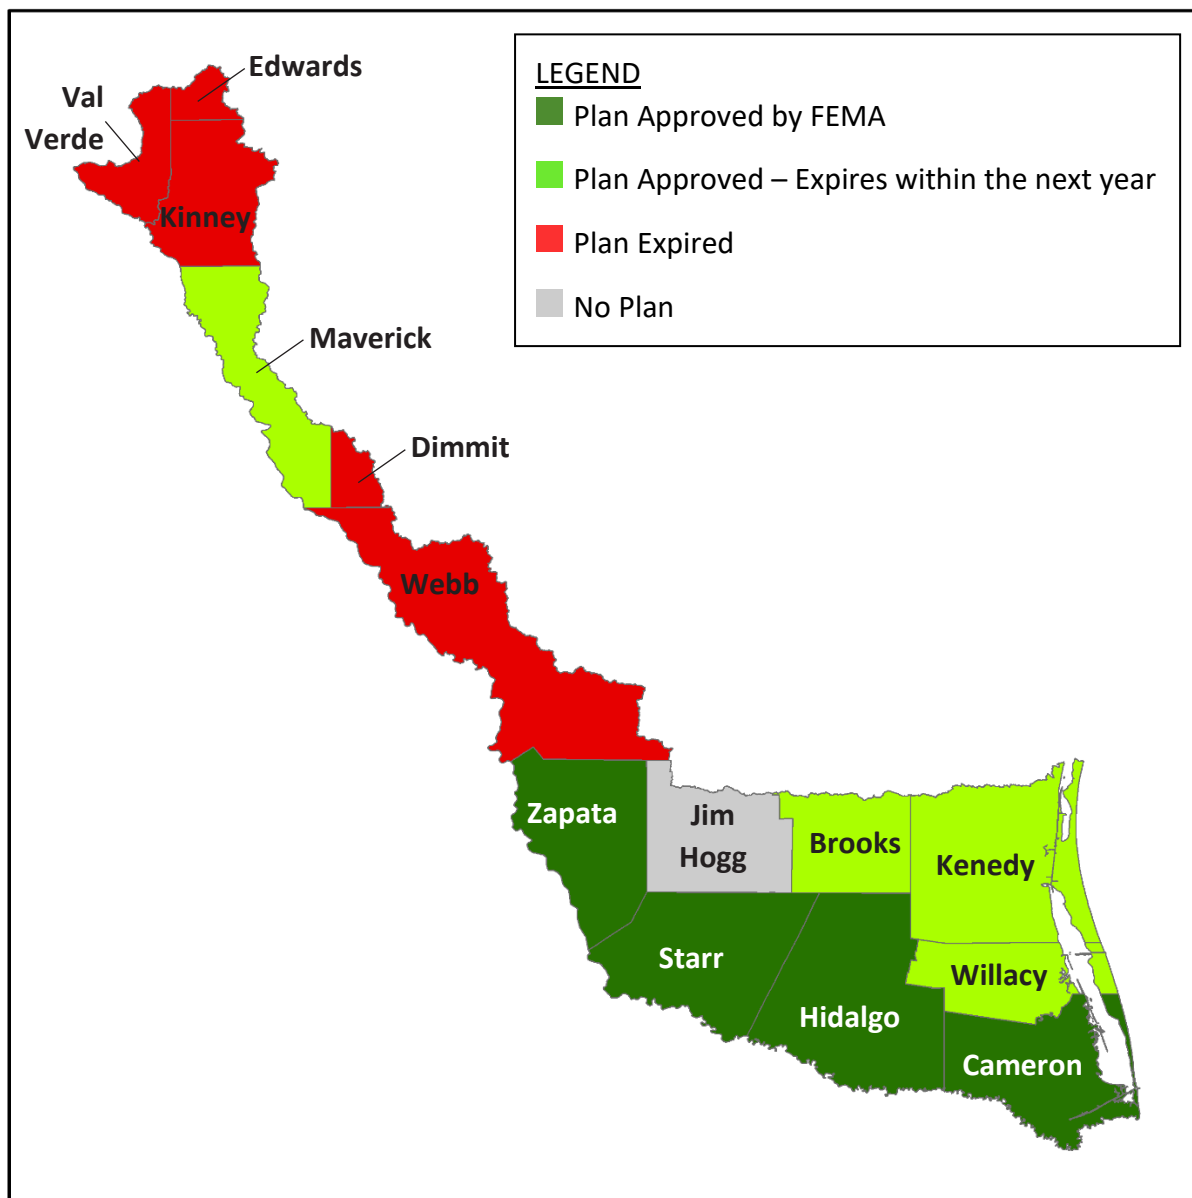 Edwards
Val
Verde
Kinney
Maverick
Dimmit
Webb
Zapata
Jim
Hogg
Brooks
Kenedy
Starr
Willacy
Hidalgo
Cameron
LEGEND
Plan Approved by FEMA
Plan Approved – Expires within the next year
Plan Expired
No Plan